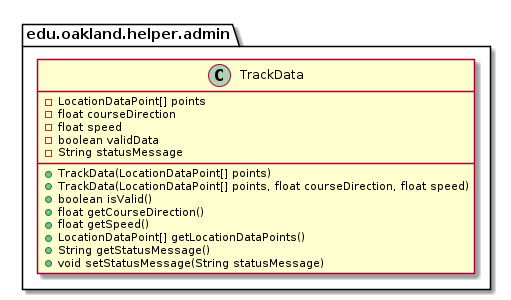 edu.oakland.helper.admin
C TrackData
LocationDataPoint[] points
float courseDirection
float speed
boolean validData
String statusMessage
TrackData(LocationDataPoint[] points)
TrackData(LocationDataPoint[] points, float courseDirection, float speed)
boolean isValid()
float getCourseDirection()
float getSpeed()
LocationDataPoint[] getLocationDataPoints()
String getStatusMessage()
void setStatusMessage(String statusMessage)